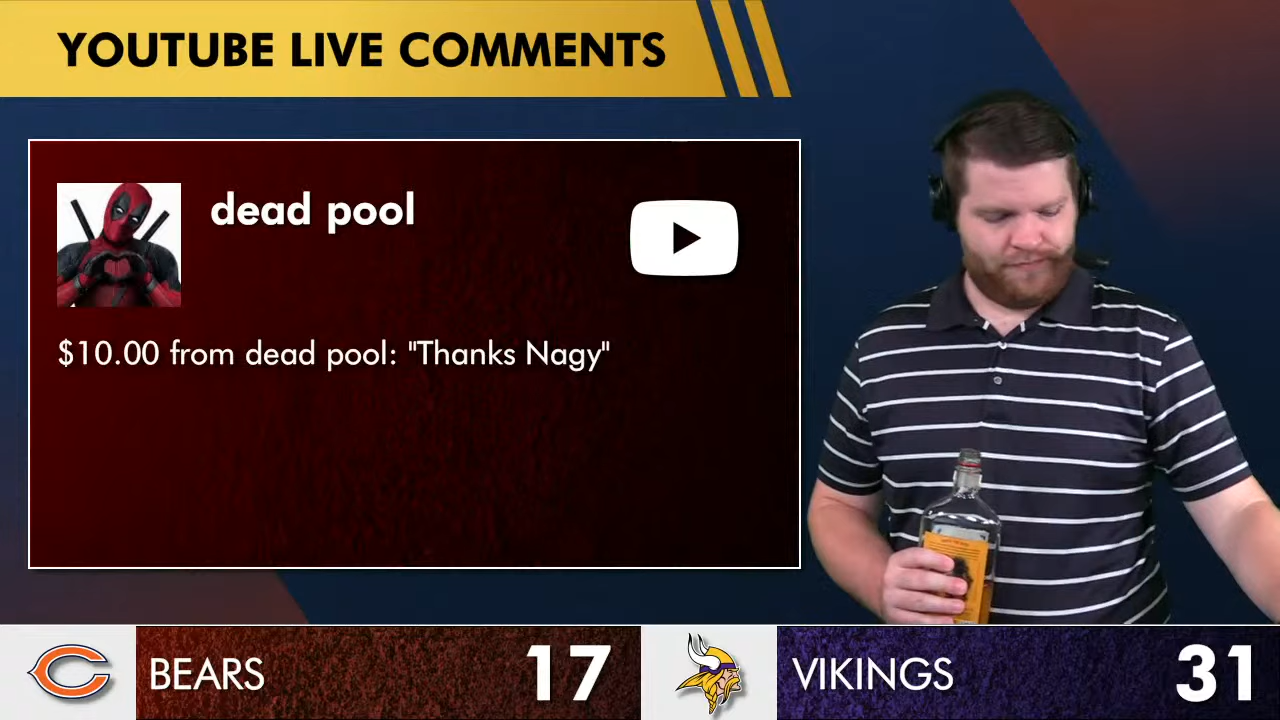 YOUTUBE LIVE COMMENTS
dead pool
$10.00 from dead pool: "Thanks Nagy"
BEARS 17 VIKINGS 31